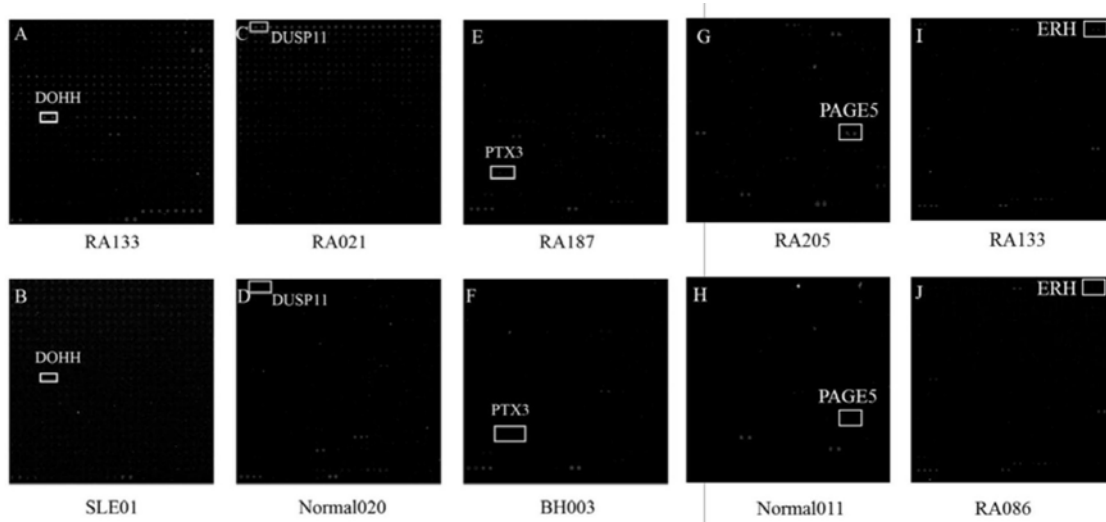 A C E G I
DUSP11 ERH
DOHH PAGE5
PTX3
RA133 RA021 RA187 RA205 RA133
B D F H J
DUSP11 ERH
DOHH PTX3 PAGE5
SLE01 Normal020 BH003 Normal011 RA086